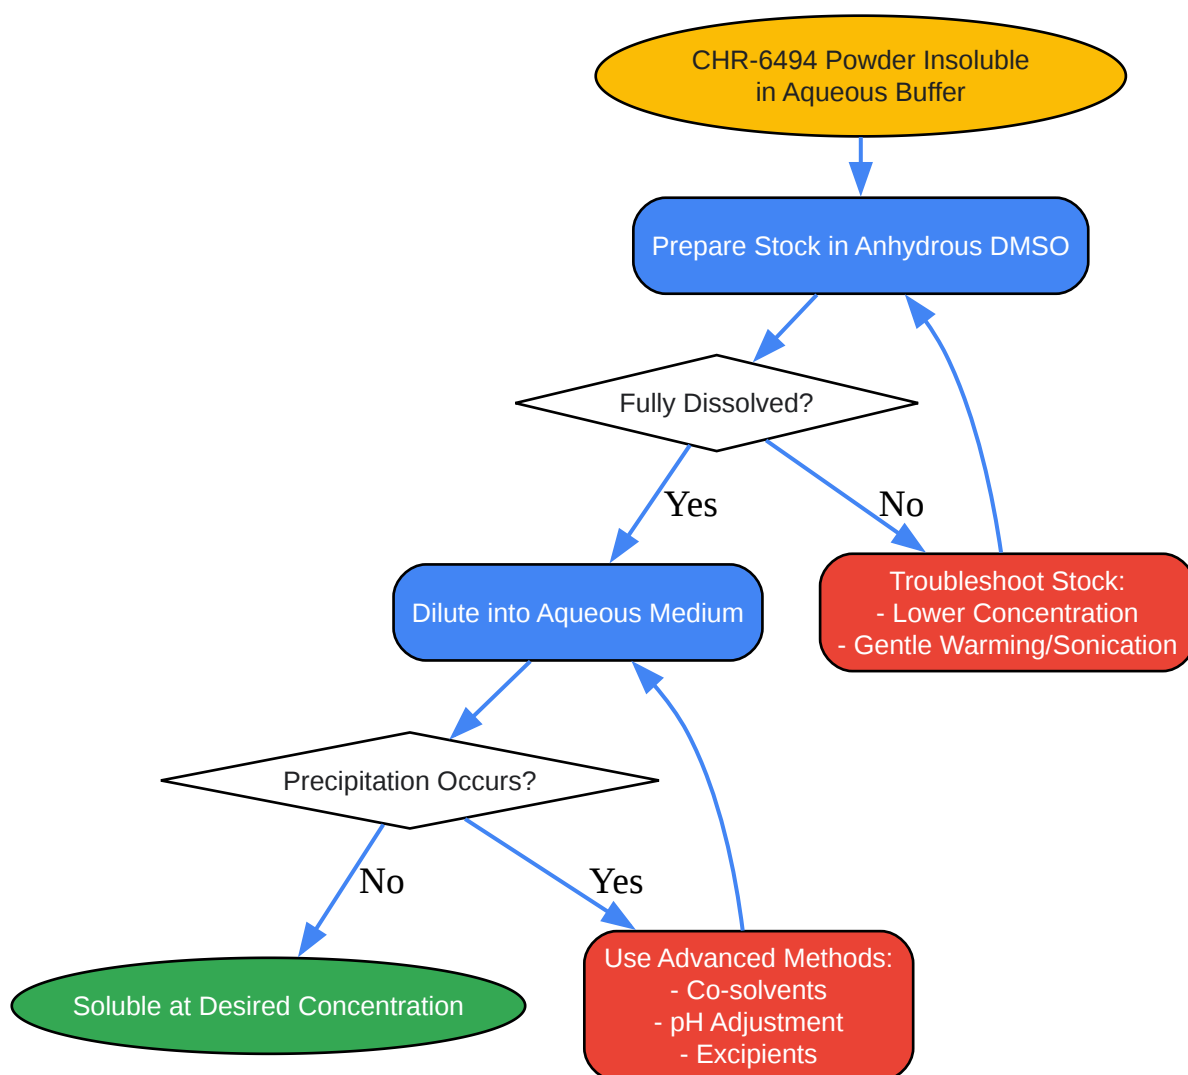 CHR-6494 Powder Insoluble
in Aqueous Buffer
Prepare Stock in Anhydrous DMSO
Fully Dissolved?
Yes
No
Dilute into Aqueous Medium
Troubleshoot Stock:
- Lower Concentration
- Gentle Warming/Sonication
Precipitation Occurs?
No
Yes
Soluble at Desired Concentration
Use Advanced Methods:
- Co-solvents
- pH Adjustment
- Excipients